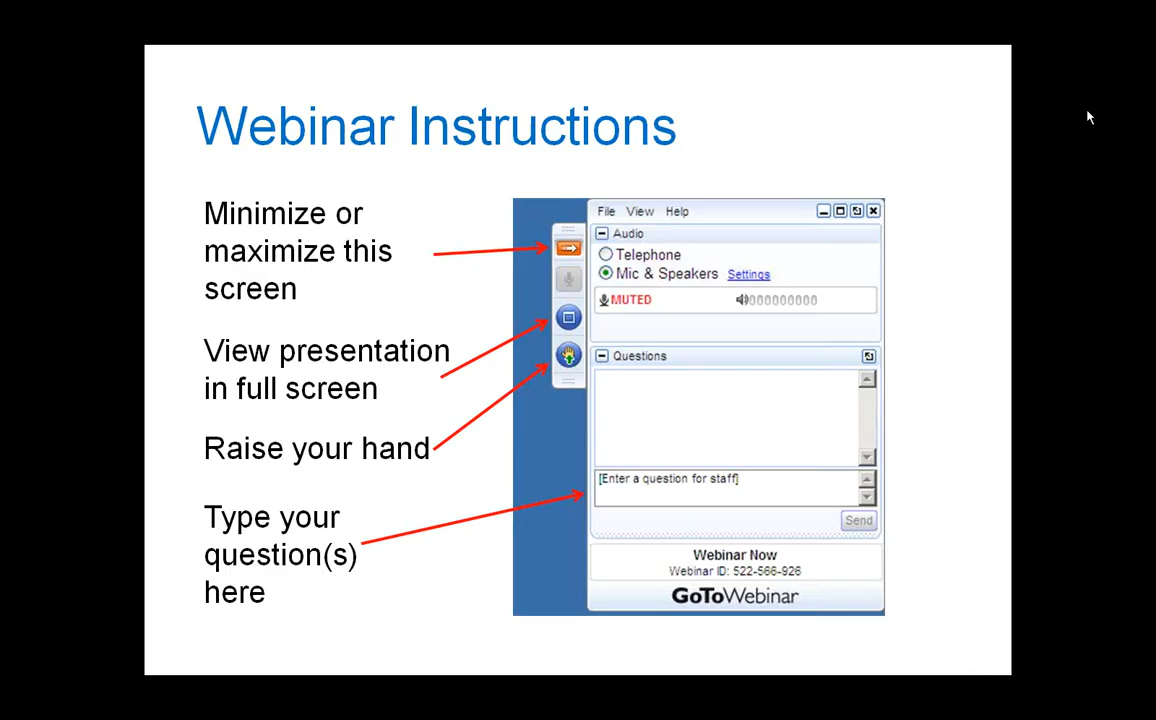 Webinar Instructions
Minimize or
maximize this
screen
View presentation
in full screen
Raise your hand
Type your
question(s)
here
File View Help
Audio
Telephone
Mic & Speakers Settings
MUTED 000000000
Questions
[Enter a question for staff]
Send
Webinar Now
Webinar ID: 522-566-926
GoToWebinar